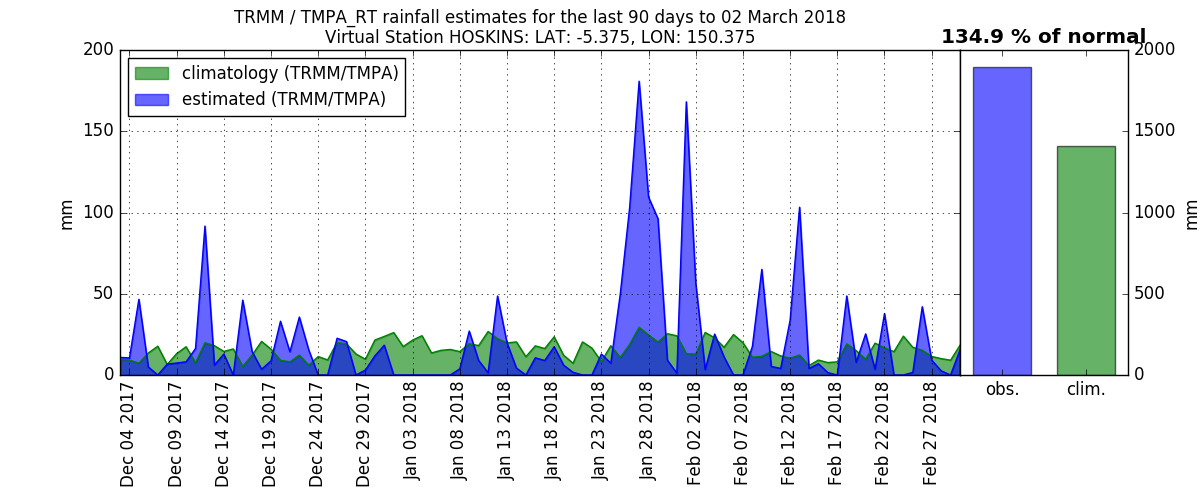 TRMM / TMPA_RT rainfall estimates for the last 90 days to 02 March 2018
Virtual Station HOSKINS: LAT: -5.375, LON: 150.375
134.9 % of normal
climatology (TRMM/TMPA)
estimated (TRMM/TMPA)
200
150
100
50
0
mm
2000
1500
1000
500
0
mm
Dec 04 2017
Dec 09 2017
Dec 14 2017
Dec 19 2017
Dec 24 2017
Dec 29 2017
Jan 03 2018
Jan 08 2018
Jan 13 2018
Jan 18 2018
Jan 23 2018
Jan 28 2018
Feb 02 2018
Feb 07 2018
Feb 12 2018
Feb 17 2018
Feb 22 2018
Feb 27 2018
obs.
clim.